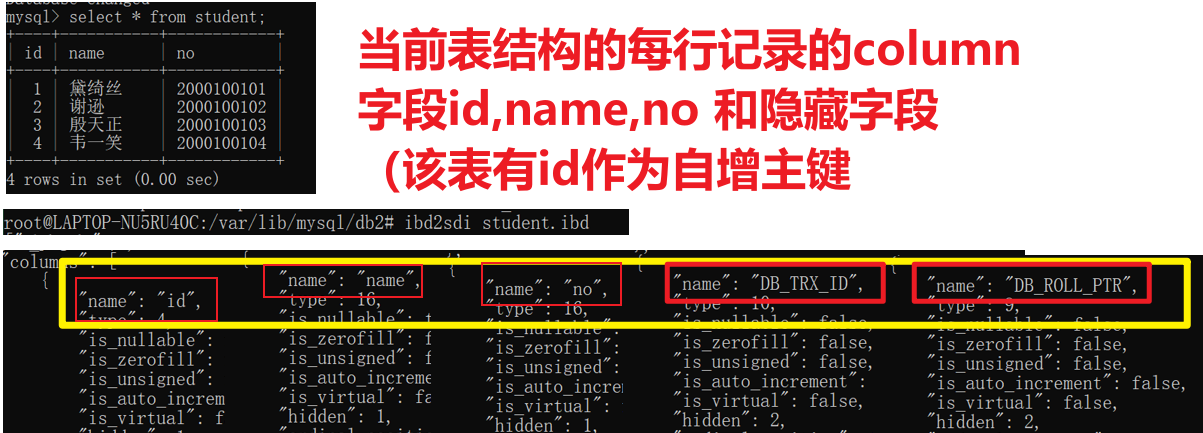 mysql> select * from student;
| id | name | no |
| 1 | 黛绮丝 | 2000100101 |
| 2 | 谢逊 | 2000100102 |
| 3 | 殷天正 | 2000100103 |
| 4 | 韦一笑 | 2000100104 |
4 rows in set (0.00 sec)
当前表结构的每行记录的column
字段id,name,no 和隐藏字段
(该表有id作为自增主键
root@LAPTOP-NU5RU40C:/var/lib/mysql/db2# ibd2sdi student.ibd
"columns": [
{
"name": "id",
"type": 4
"is_nullable":
"is_zerofill"
"is_unsigned":
"is_auto_increm
"is_virtual": f
{
"name": "name",
"type": 16,
"is_nullable":
"is_zerofill": f
"is_unsigned": f
"is_auto_increme
"is_virtual": fa
"hidden": 1,
{
"name": "no",
"type": 16,
"is_nullable":
"is_zerofill":
"is_unsigned":
"is_auto_incre
"is_virtual":
"hidden": 1,
{
"name": "DB_TRX_ID",
"type": 10,
"is_nullable": false,
"is_zerofill": false,
"is_unsigned": false,
"is_auto_increment":
"is_virtual": false,
"hidden": 2,
{
"name": "DB_ROLL_PTR",
"type": 9,
"is_nullable": false,
"is_zerofill": false,
"is_unsigned": false,
"is_auto_increment": false,
"is_virtual": false,
"hidden": 2,